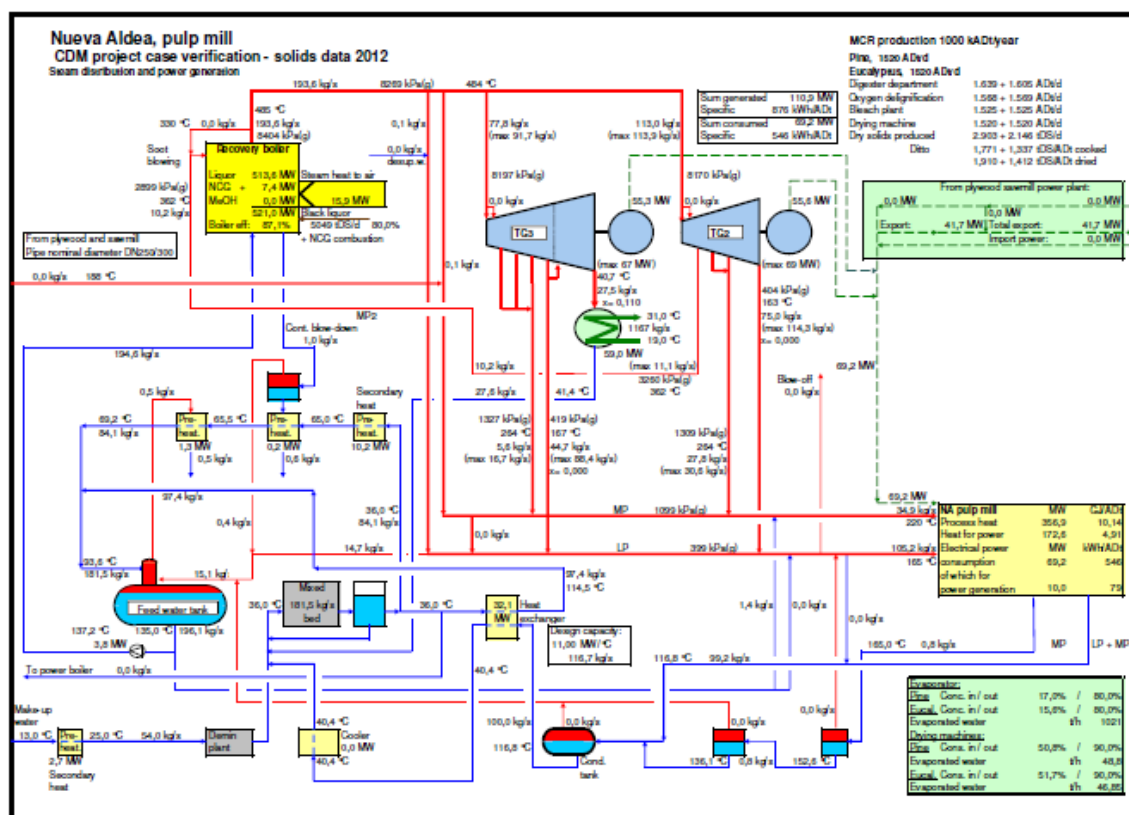 Nueva Aldea, pulp mill
CDM project case verification - solids data 2012
Steam distribution and power generation
MCR production 1000 kADt/year
Pine, 1520 ADt/d
Eucalyptus, 1520 ADt/d
Digester department 1.639 + 1.605 ADt/d
Oxygen delignification 1.568 + 1.569 ADt/d
Bleach plant 1.525 + 1.525 ADt/d
Drying machine 1.520 + 1.520 ADt/d
Dry solids produced 2.903 + 2.146 tDS/d
Ditto 1,771 + 1,337 tDS/ADt cooked
1,910 + 1,412 tDS/ADt dried
Sum generated 110,9 MW
Specific 876 kWh/ADt
Sum consumed 69,2 MW
Specific 546 kWh/ADt
193,6 kg/s 8269 kPa(g) 484 °C
485 °C
330 °C 0,0 kg/s 193,6 kg/s
8404 kPa(g)
0,1 kg/s
77,8 kg/s
(max 91,7 kg/s)
113,0 kg/s
(max 113,9 kg/s)
Soot
blowing
2899 kPa(g)
362 °C
10,2 kg/s
Recovery boiler
Liquor 513,6 MW
NCG + 7,4 MW
MeOH 0,0 MW
521,0 MW
Boiler eff: 87,1%
Steam heat to air
15,9 MW
Black liquor
5049 tDS/d 80,0%
+ NCG combustion
0,0 kg/s
desup.w.
8197 kPa(g)
0,0 kg/s
TG3
55,3 MW
(max 67 MW)
8170 kPa(g)
0,0 kg/s
TG2
55,6 MW
(max 69 MW)
From plywood sawmill power plant:
0,0 MW 0,0 MW
0,0 MW
Export: 41,7 MW Total export: 41,7 MW
Import power: 0,0 MW
From plywood and sawmill
Pipe nominal diameter DN250/300
0,0 kg/s 188 °C
0,1 kg/s
40,7 °C
27,5 kg/s
x= 0,110
31,0 °C
1167 kg/s
19,0 °C
59,0 MW
404 kPa(g)
163 °C
75,0 kg/s
(max 114,3 kg/s)
x= 0,000
MP2
Cont. blow-down
1,0 kg/s
194,6 kg/s
10,2 kg/s
(max 11,1 kg/s)
3260 kPa(g)
362 °C
69,2 MW
Blow-off
0,0 kg/s
0,5 kg/s
Secondary
heat
27,6 kg/s 41,4 °C
69,2 °C
84,1 kg/s
Pre-
heat.
1,3 MW
65,5 °C
Pre-
heat.
0,2 MW
65,0 °C
Pre-
heat.
10,2 MW
0,5 kg/s
0,6 kg/s
1327 kPa(g)
264 °C
5,6 kg/s
(max 16,7 kg/s)
419 kPa(g)
167 °C
44,7 kg/s
(max 86,4 kg/s)
x= 0,000
1309 kPa(g)
264 °C
27,8 kg/s
(max 30,6 kg/s)
97,4 kg/s
36,0 °C
84,1 kg/s
0,4 kg/s
MP 1099 kPa(g)
0,0 kg/s
14,7 kg/s
LP 399 kPa(g)
69,2 MW
34,9 kg/s
220 °C
105,2 kg/s
165 °C
NA pulp mill MW GJ/ADt
Process heat 356,9 10,14
Heat for power 172,6 4,91
Electrical power MW kWh/ADt
consumption 69,2 546
of which for
power generation 10,0 79
93,6 °C
181,5 kg/s
15,1 kg/
Feed water tank
137,2 °C 135,0 °C 196,1 kg/s
3,8 MW
36,0 °C
Mixed
181,5 kg/s
bed
36,0 °C
32,1
MW
Heat
exchanger
97,4 kg/s
114,5 °C
Design capacity:
11,00 MW/°C
116,7 kg/s
1,4 kg/s 0,0 kg/s
0,0 kg/s
165,0 °C 0,8 kg/s MP LP + MP
To power boiler 0,0 kg/s
40,4 °C
116,8 °C 99,2 kg/s
Make-up
water
13,0 °C
Pre-
heat.
2,7 MW
Secondary
heat
25,0 °C 54,0 kg/s
Demin
plant
40,4 °C
Cooler
0,0 MW
40,4 °C
100,0 kg/s
116,8 °C
0,0 kg/s
Cond.
tank
0,0 kg/s
136,1 °C 0,8 kg/s
0,0 kg/s
152,6 °C
Evaporator:
Pine Conc. in / out 17,0% / 80,0%
Eucal. Conc. in / out 15,6% / 80,0%
Evaporated water t/h 1021
Drying machines:
Pine Cons. in / out 50,8% / 90,0%
Evaporated water t/h 48,8
Eucal. Cons. in / out 51,7% / 90,0%
Evaporated water t/h 46,85